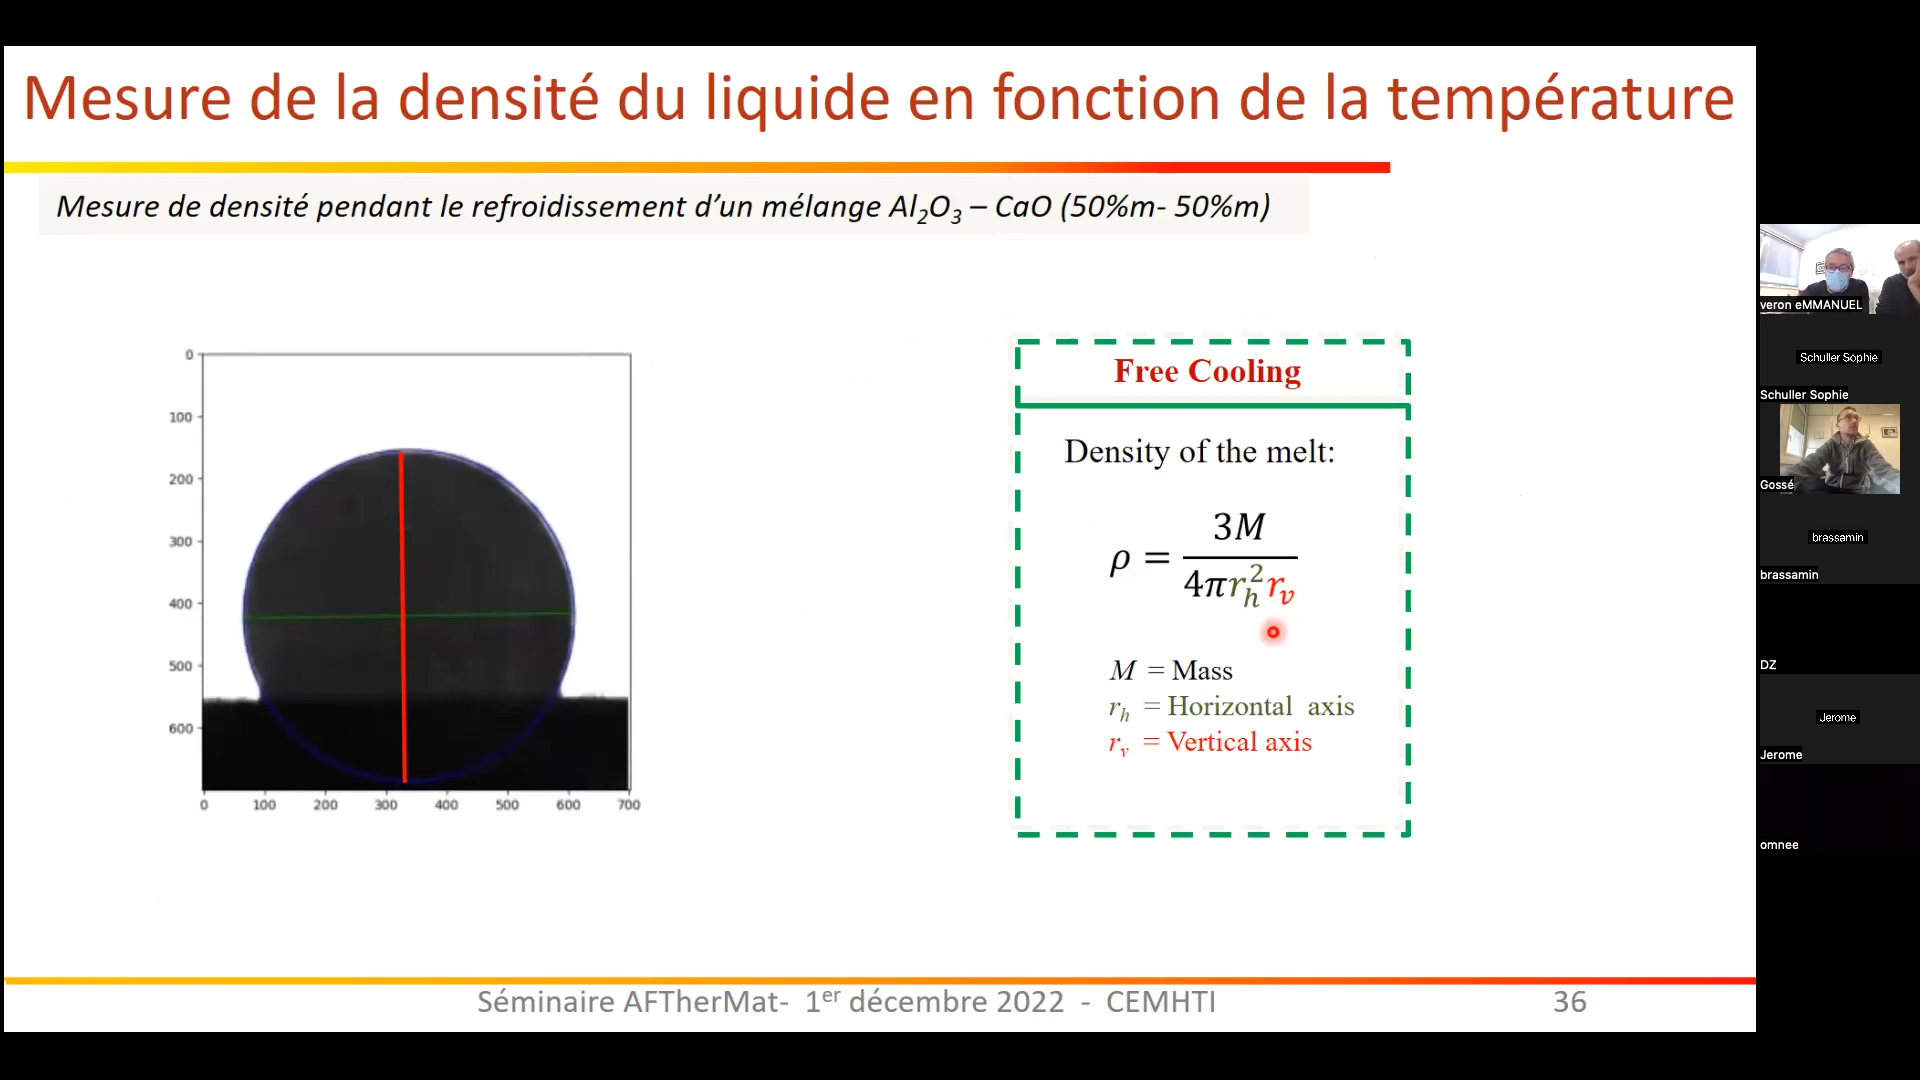 Mesure de la densité du liquide en fonction de la température
Mesure de densité pendant le refroidissement d’un mélange Al₂O₃ – CaO (50%m- 50%m)
0
100
200
300
400
500
600
0 100 200 300 400 500 600 700
Free Cooling
Density of the melt:
ρ = 3M / 4πr_h²r_v
M = Mass
r_h = Horizontal axis
r_v = Vertical axis
Séminaire AFTherMat- 1er décembre 2022 - CEMHTI
36
veron eMMANUEL
Schuller Sophie
Schuller Sophie
Gossé
brassamin
brassamin
DZ
Jerome
Jerome
omnee